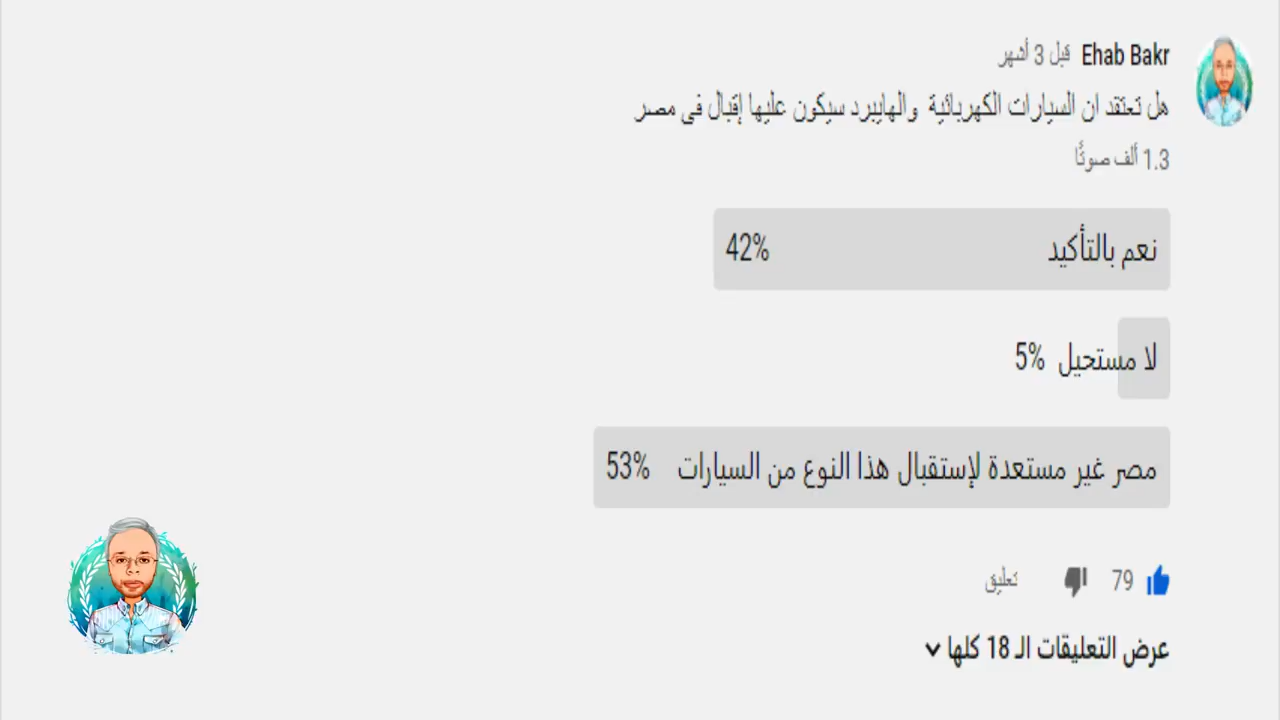 Ehab Bakr قبل 3 أشهر
هل تعتقد ان السيارات الكهربائية والهايبرد سيكون عليها إقبال فى مصر
1.3 ألف صوتًا
نعم بالتأكيد 42%
لا مستحيل 5%
مصر غير مستعدة لإستقبال هذا النوع من السيارات 53%
79 تعليق
عرض التعليقات الـ 18 كلها